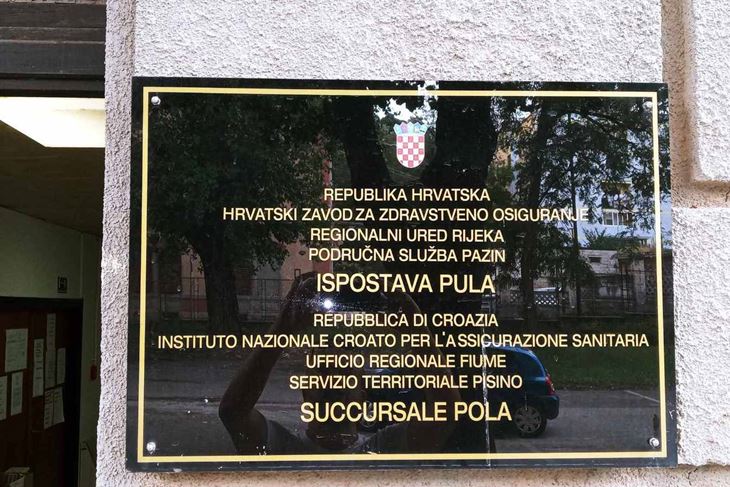 REPUBLIKA HRVATSKA
HRVATSKI ZAVOD ZA ZDRAVSTVENO OSIGURANJE
REGIONALNI URED RIJEKA
PODRUČNA SLUŽBA PAZIN
ISPOSTAVA PULA
REPUBBLICA DI CROAZIA
INSTITUTO NAZIONALE CROATO PER L'ASSIGURAZIONE SANITARIA
UFFICIO REGIONALE FIUME
SERVIZIO TERRITORIALE PISINO
SUCCURSALE POLA